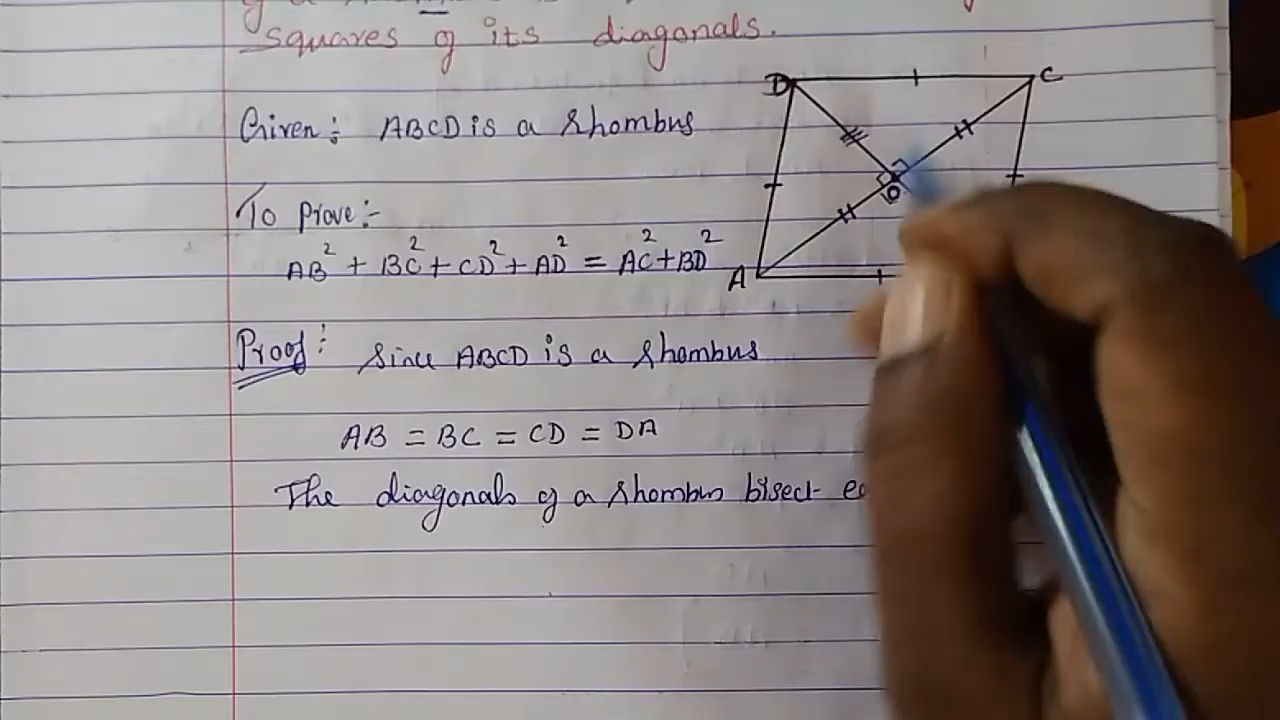 squares of its diagonals.
Given: ABCD is a rhombus
To prove:-
AB² + BC² + CD² + AD² = AC² + BD²
Proof: Since ABCD is a rhombus
AB = BC = CD = DA
The diagonals of a rhombus bisect
D
C
O
A